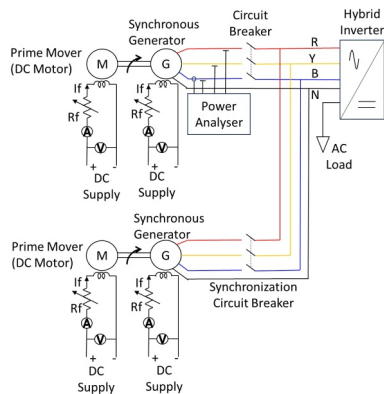 Synchronous
Generator
Circuit
Breaker
Hybrid
Inverter
Prime Mover
(DC Motor)
M
G
R
Y
B
N
If
Rf
A
V
+ -
DC
Supply
If
Rf
A
V
+ -
DC
Supply
Power
Analyser
AC
Load
Synchronous
Generator
Prime Mover
(DC Motor)
M
G
Synchronization
Circuit Breaker
If
Rf
A
V
+ -
DC
Supply
If
Rf
A
V
+ -
DC
Supply